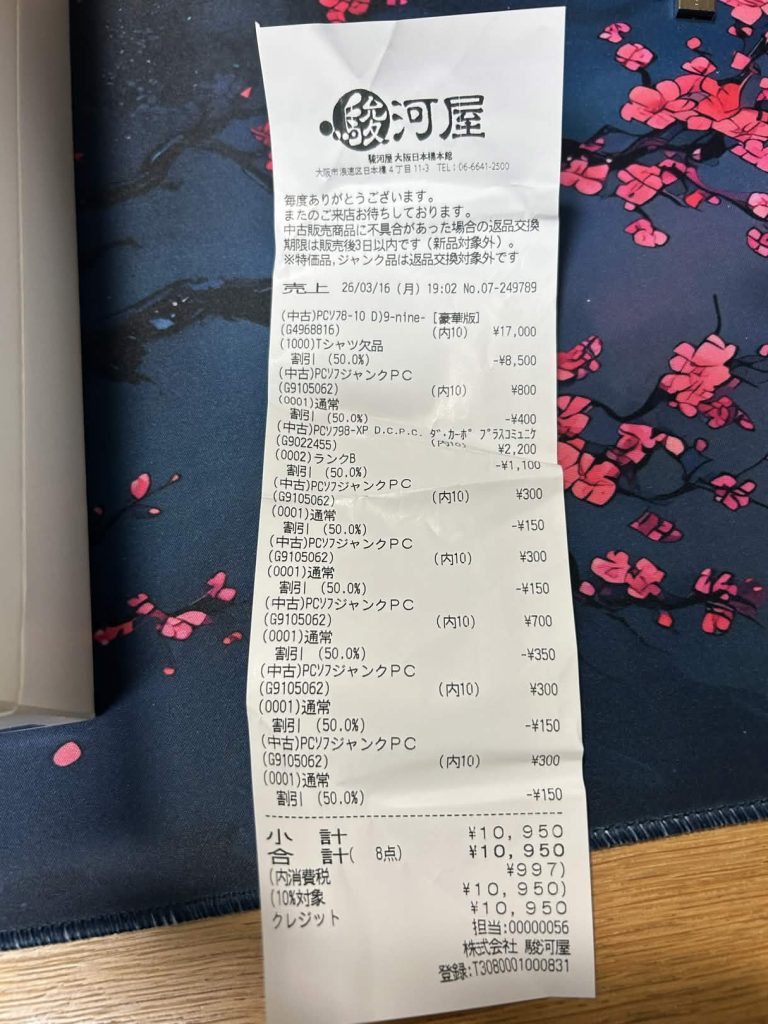 駿河屋
駿河屋 大阪日本橋本館
大阪市浪速区日本橋4丁目11-3 TEL:06-6641-2500
毎度ありがとうございます。
またのご来店お待ちしております。
中古販売商品に不具合があった場合の返品交換
期限は販売後3日以内です(新品対象外)。
※特価品,ジャンク品は返品交換対象外です
売上 26/03/16 (月) 19:02 No.07-249789
(中古)PCソフ8-10 D)9-nine- [豪華版]
(G4968816) (内10) ¥17,000
(1000)Tシャツ欠品
割引 (50.0%) -¥8,500
(中古)PCソフジャンクPC
(G9105062) (内10) ¥800
(0001)通常
割引 (50.0%) -¥400
(中古)PCソフ98-XP D.C.P.C. ダ・カーポ プラスコミュニケ
(G9022455) (内10) ¥2,200
(0002)ランクB
割引 (50.0%) -¥1,100
(中古)PCソフジャンクPC
(G9105062) (内10) ¥300
(0001)通常
割引 (50.0%) -¥150
(中古)PCソフジャンクPC
(G9105062) (内10) ¥300
(0001)通常
割引 (50.0%) -¥150
(中古)PCソフジャンクPC
(G9105062) (内10) ¥700
(0001)通常
割引 (50.0%) -¥350
(中古)PCソフジャンクPC
(G9105062) (内10) ¥300
(0001)通常
割引 (50.0%) -¥150
(中古)PCソフジャンクPC
(G9105062) (内10) ¥300
(0001)通常
割引 (50.0%) -¥150
小計 ¥10,950
合計( 8点) ¥10,950
(内消費税 ¥997)
(10%対象 ¥10,950)
クレジット ¥10,950
担当:00000056
株式会社 駿河屋
登録:T3080001000831